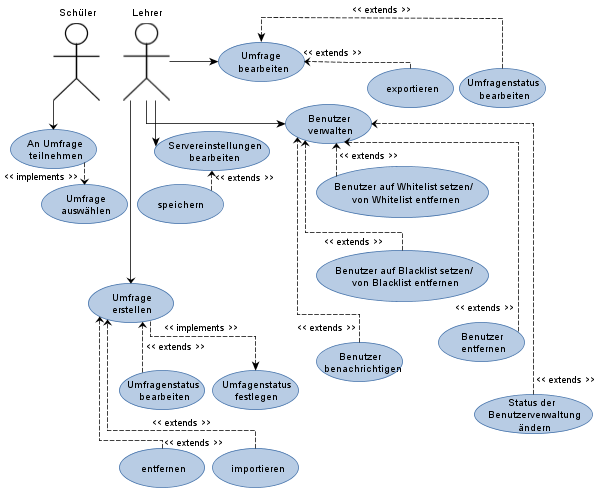 Schüler
Lehrer
<< extends >>
Umfrage
bearbeiten
<< extends >>
exportieren
Umfragenstatus
bearbeiten
An Umfrage
teilnehmen
Servereinstellungen
bearbeiten
Benutzer
verwalten
<< extends >>
<< implements >>
<< extends >>
Umfrage
auswählen
speichern
Benutzer auf Whitelist setzen/
von Whitelist entfernen
<< extends >>
Benutzer auf Blacklist setzen/
von Blacklist entfernen
Umfrage
erstellen
<< extends >>
<< implements >>
<< extends >>
<< extends >>
Benutzer
entfernen
Benutzer
benachrichtigen
Umfragenstatus
bearbeiten
Umfagenstatus
festlegen
<< extends >>
Status der
Benutzerverwaltung
ändern
<< extends >>
<< extends >>
entfernen
importieren